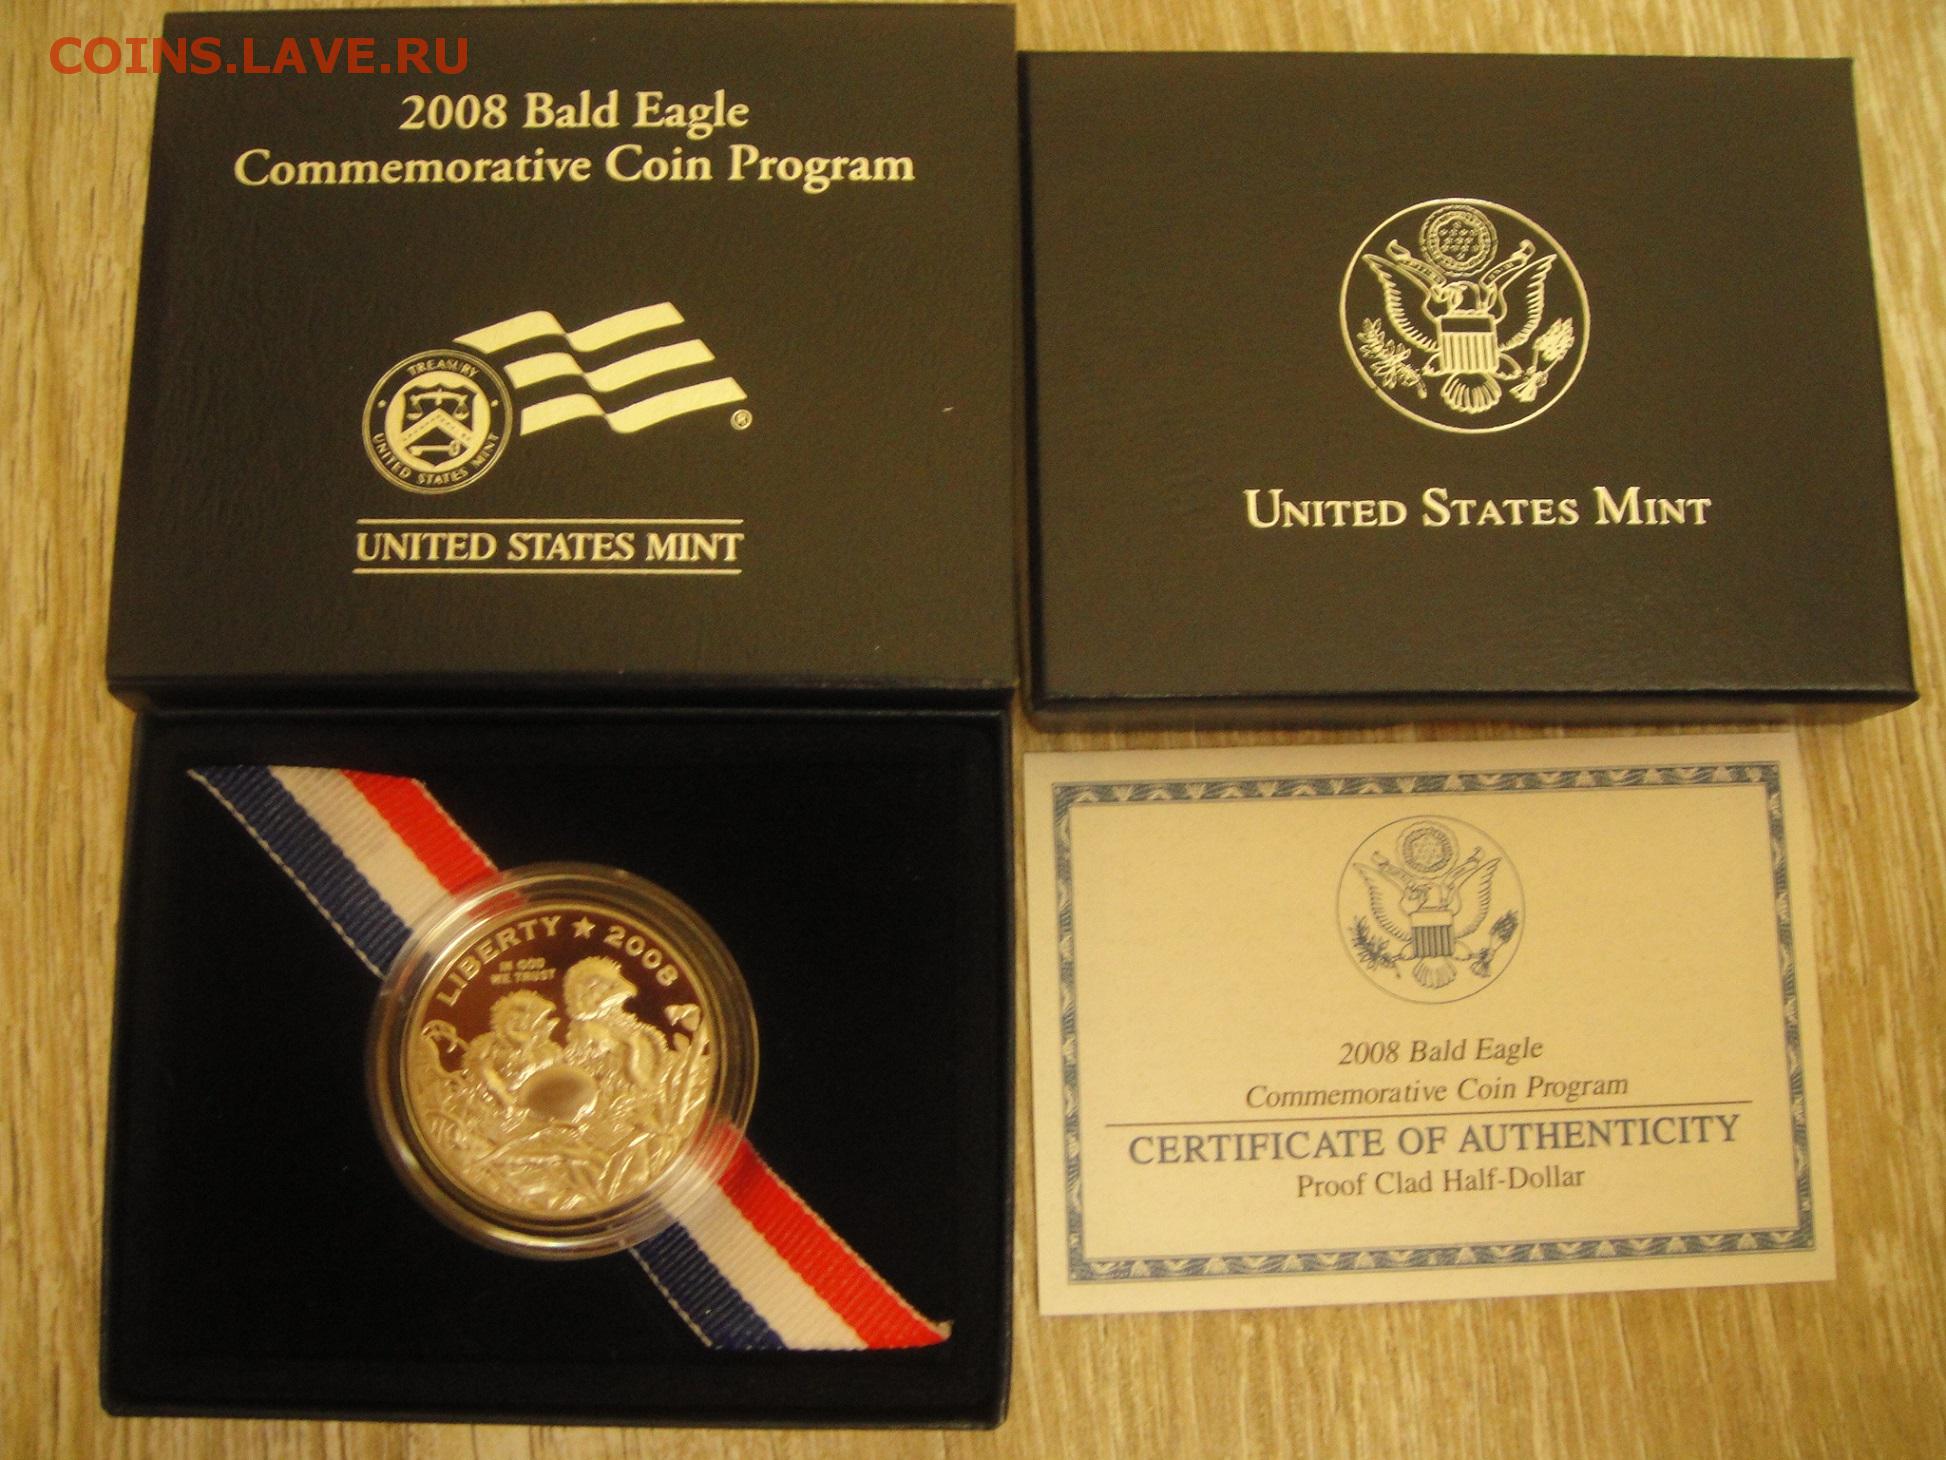 COINS.LAVE.RU
2008 Bald Eagle
Commemorative Coin Program
TREASURY
UNITED STATES MINT
®
UNITED STATES MINT
UNITED STATES MINT
LIBERTY ★ 2008
IN GOD
WE TRUST
2008 Bald Eagle
Commemorative Coin Program
CERTIFICATE OF AUTHENTICITY
Proof Clad Half-Dollar